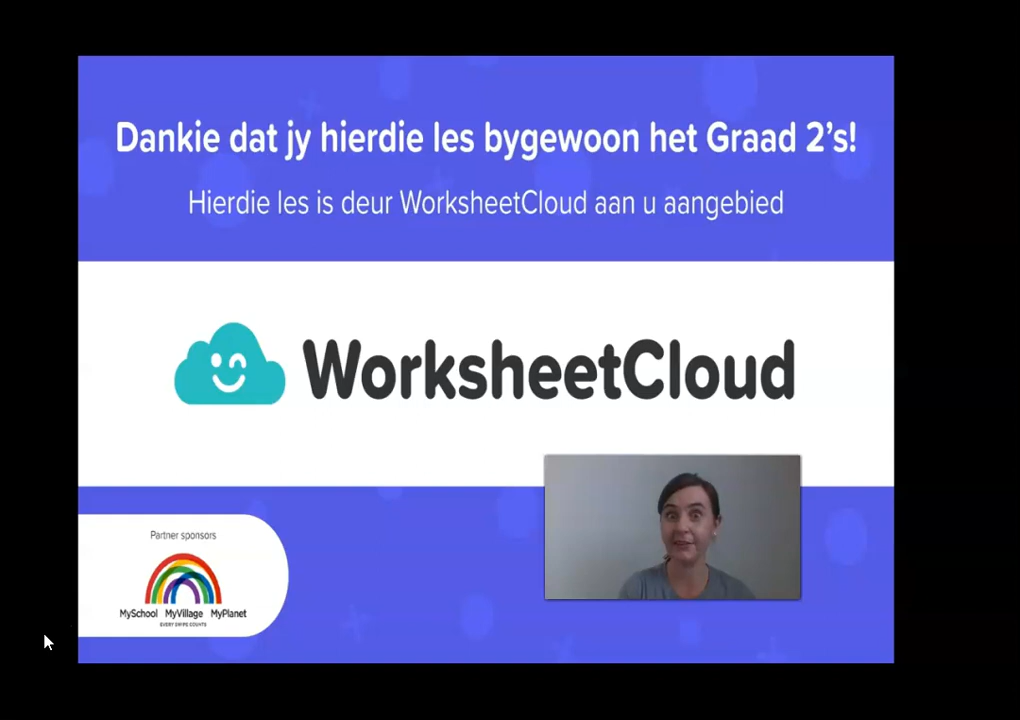 Dankie dat jy hierdie les bygewoon het Graad 2's!
Hierdie les is deur WorksheetCloud aan u aangebied
WorksheetCloud
Partner sponsors
MySchool MyVillage MyPlanet
EVERY SWIPE COUNTS